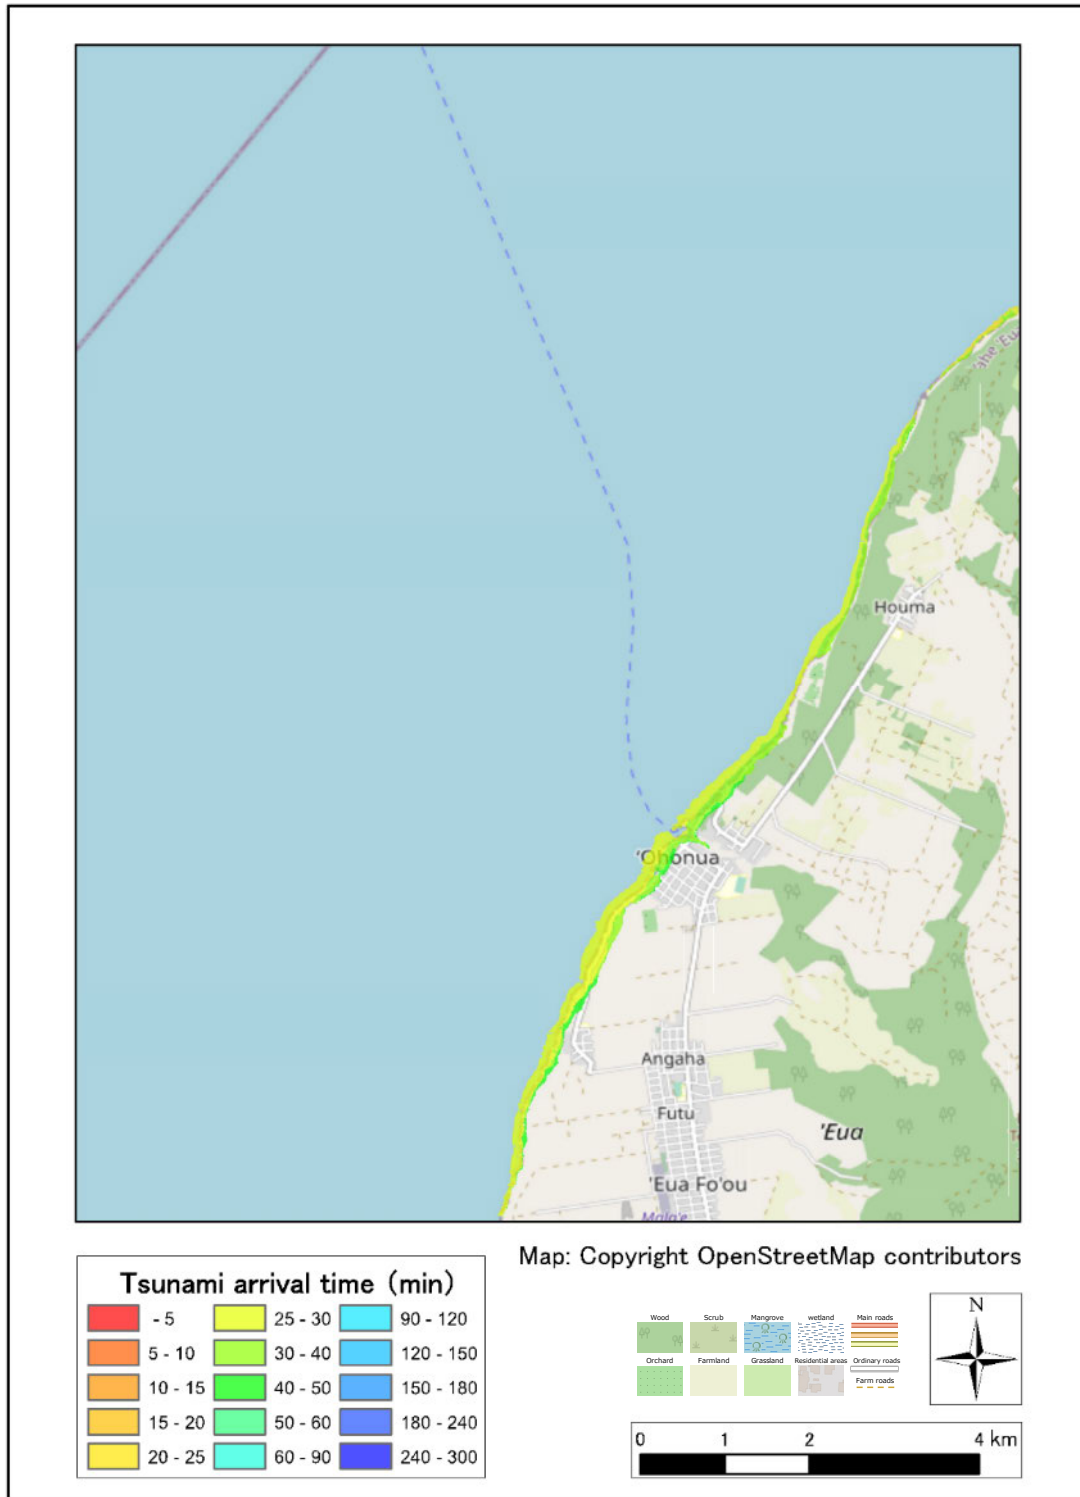 Houma
'Ohonua
Angaha
Futu
'Eua
'Eua Fo'ou
Mala'e
Map: Copyright OpenStreetMap contributors
Tsunami arrival time (min)
- 5
25 - 30
90 - 120
5 - 10
30 - 40
120 - 150
10 - 15
40 - 50
150 - 180
15 - 20
50 - 60
180 - 240
20 - 25
60 - 90
240 - 300
Wood
Scrub
Mangrove
wetland
Main roads
Orchard
Farmland
Grassland
Residential areas
Ordinary roads
Farm roads
N
0 1 2 4 km